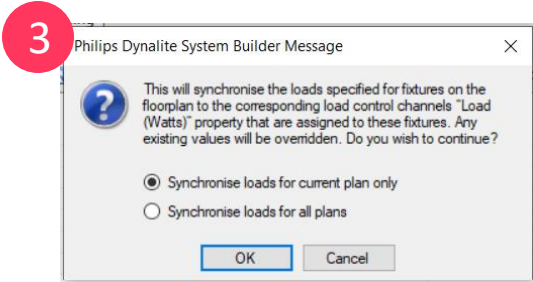 3
Philips Dynalite System Builder Message
This will synchronise the loads specified for fixtures on the
floorplan to the corresponding load control channels "Load
(Watts)" property that are assigned to these fixtures. Any
existing values will be overridden. Do you wish to continue?
Synchronise loads for current plan only
Synchronise loads for all plans
OK
Cancel